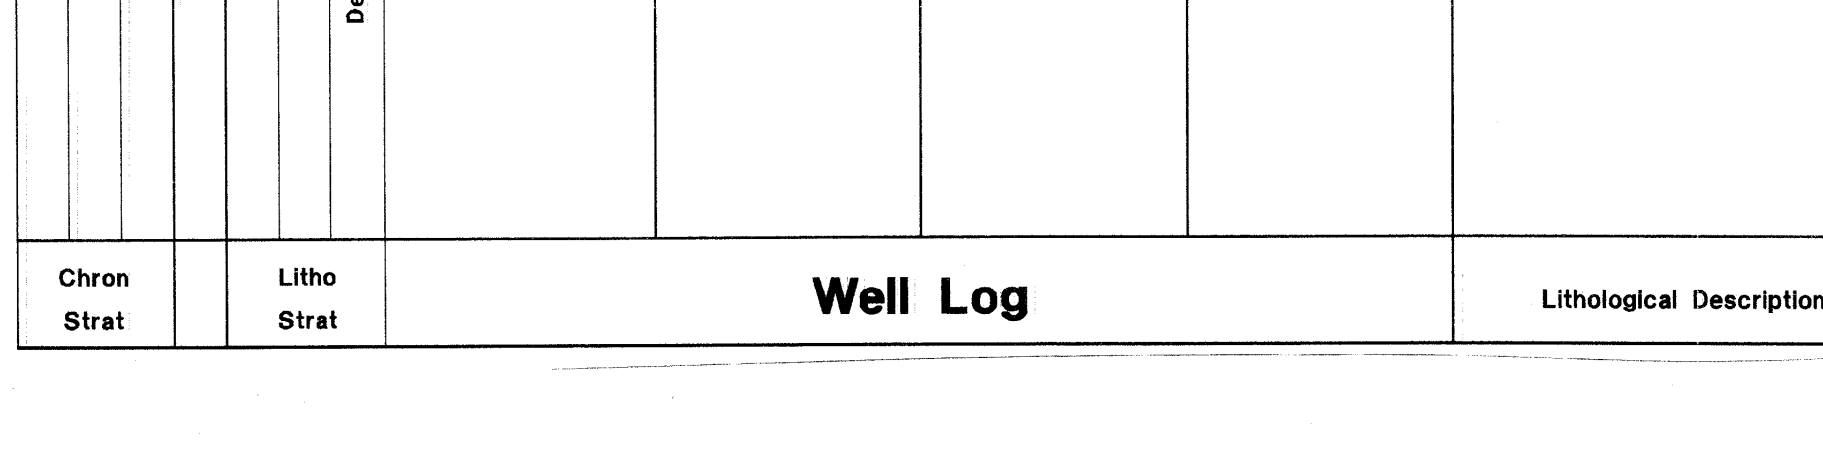 Chron
Strat
Litho
Strat
Well Log
Lithological Description